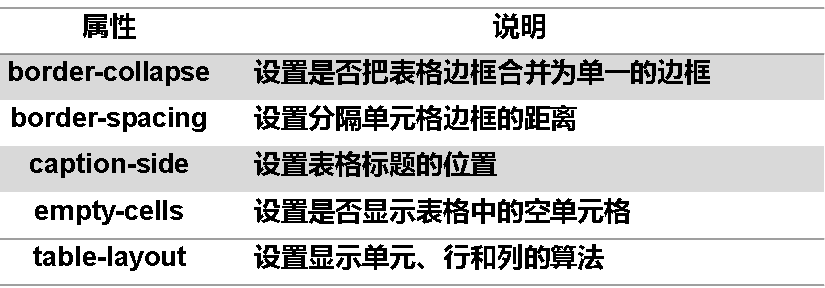 属性 说明
border-collapse 设置是否把表格边框合并为单一的边框
border-spacing 设置分隔单元格边框的距离
caption-side 设置表格标题的位置
empty-cells 设置是否显示表格中的空单元格
table-layout 设置显示单元、行和列的算法